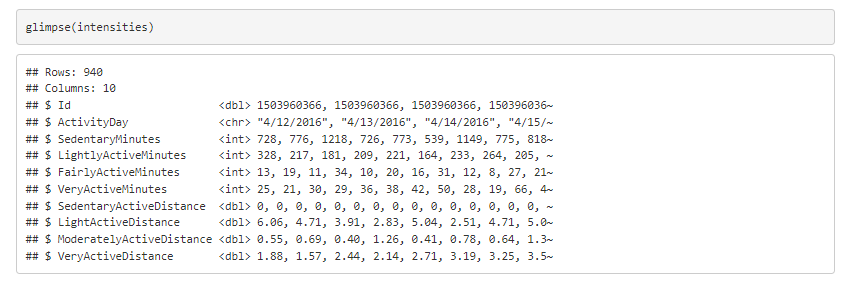 glimpse(intensities)
## Rows: 940
## Columns: 10
## $ Id                       <dbl> 1503960366, 1503960366, 1503960366, 150396036~
## $ ActivityDay              <chr> "4/12/2016", "4/13/2016", "4/14/2016", "4/15/~
## $ SedentaryMinutes         <int> 728, 776, 1218, 726, 773, 539, 1149, 775, 818~
## $ LightlyActiveMinutes     <int> 328, 217, 181, 209, 221, 164, 233, 264, 205, ~
## $ FairlyActiveMinutes      <int> 13, 19, 11, 34, 10, 20, 16, 31, 12, 8, 27, 21~
## $ VeryActiveMinutes        <int> 25, 21, 30, 29, 36, 38, 42, 50, 28, 19, 66, 4~
## $ SedentaryActiveDistance  <dbl> 0, 0, 0, 0, 0, 0, 0, 0, 0, 0, 0, 0, 0, 0, 0, ~
## $ LightActiveDistance      <dbl> 6.06, 4.71, 3.91, 2.83, 5.04, 2.51, 4.71, 5.0~
## $ ModeratelyActiveDistance <dbl> 0.55, 0.69, 0.40, 1.26, 0.41, 0.78, 0.64, 1.3~
## $ VeryActiveDistance       <dbl> 1.88, 1.57, 2.44, 2.14, 2.71, 3.19, 3.25, 3.5~